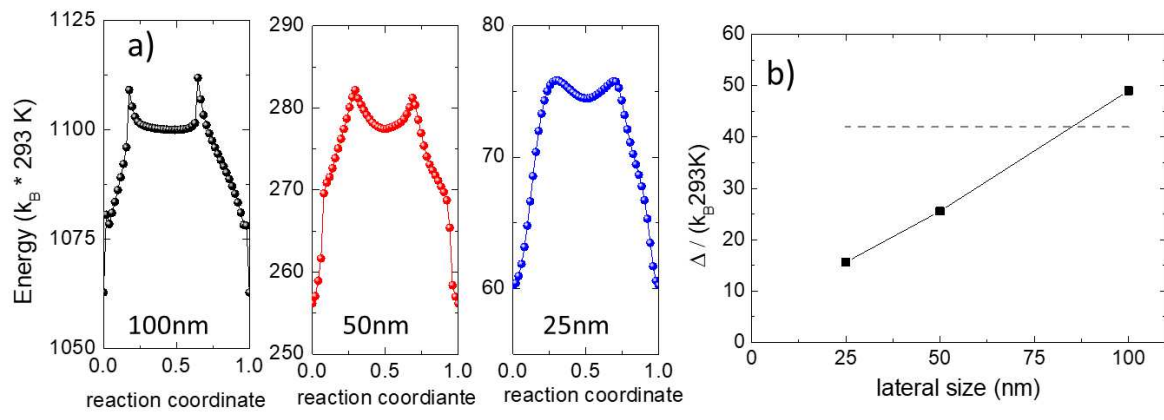 a)
Energy (k_B * 293 K)
1125
1100
1075
1050
100nm
0.0 0.5 1.0
reaction coordinate
290
280
270
260
250
50nm
0.0 0.5 1.0
reaction coordiante
80
70
60
25nm
0.0 0.5 1.0
reaction coordinate
b)
Δ / (k_B293K)
60
50
40
30
20
10
0
0 25 50 75 100
lateral size (nm)